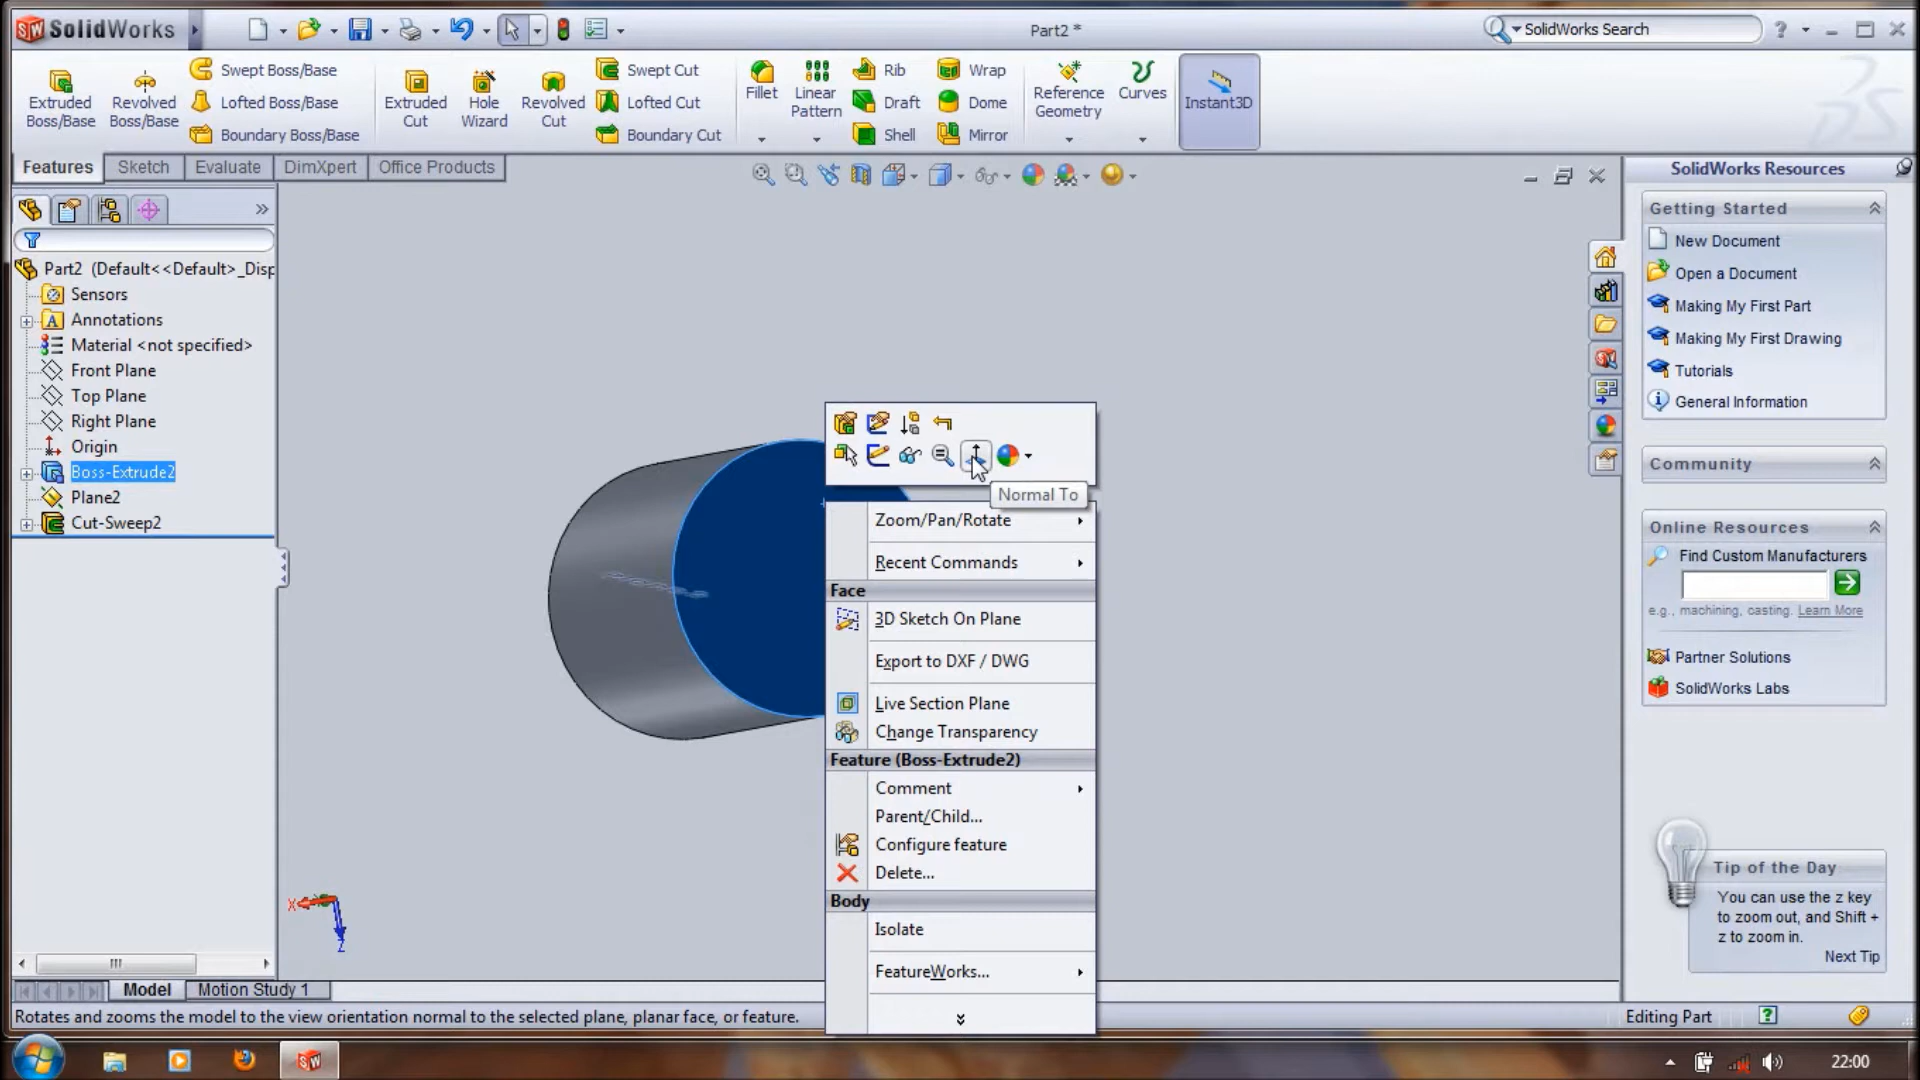 SolidWorks
Part2 *
SolidWorks Search
Extruded Boss/Base
Revolved Boss/Base
Swept Boss/Base
Lofted Boss/Base
Boundary Boss/Base
Extruded Cut
Hole Wizard
Revolved Cut
Swept Cut
Lofted Cut
Boundary Cut
Fillet
Linear Pattern
Rib
Draft
Shell
Wrap
Dome
Mirror
Reference Geometry
Curves
Instant3D
Features
Sketch
Evaluate
DimXpert
Office Products
Part2 (Default<<Default>_Disp
Sensors
Annotations
Material <not specified>
Front Plane
Top Plane
Right Plane
Origin
Boss-Extrude2
Plane2
Cut-Sweep2
Normal To
Zoom/Pan/Rotate
Recent Commands
Face
3D Sketch On Plane
Export to DXF / DWG
Live Section Plane
Change Transparency
Feature (Boss-Extrude2)
Comment
Parent/Child...
Configure feature
Delete...
Body
Isolate
FeatureWorks...
X
Z
SolidWorks Resources
Getting Started
New Document
Open a Document
Making My First Part
Making My First Drawing
Tutorials
General Information
Community
Online Resources
Find Custom Manufacturers
e.g., machining, casting. Learn More
Partner Solutions
SolidWorks Labs
Tip of the Day
You can use the z key
to zoom out, and Shift +
z to zoom in.
Next Tip
Model
Motion Study 1
Rotates and zooms the model to the view orientation normal to the selected plane, planar face, or feature.
Editing Part
22:00